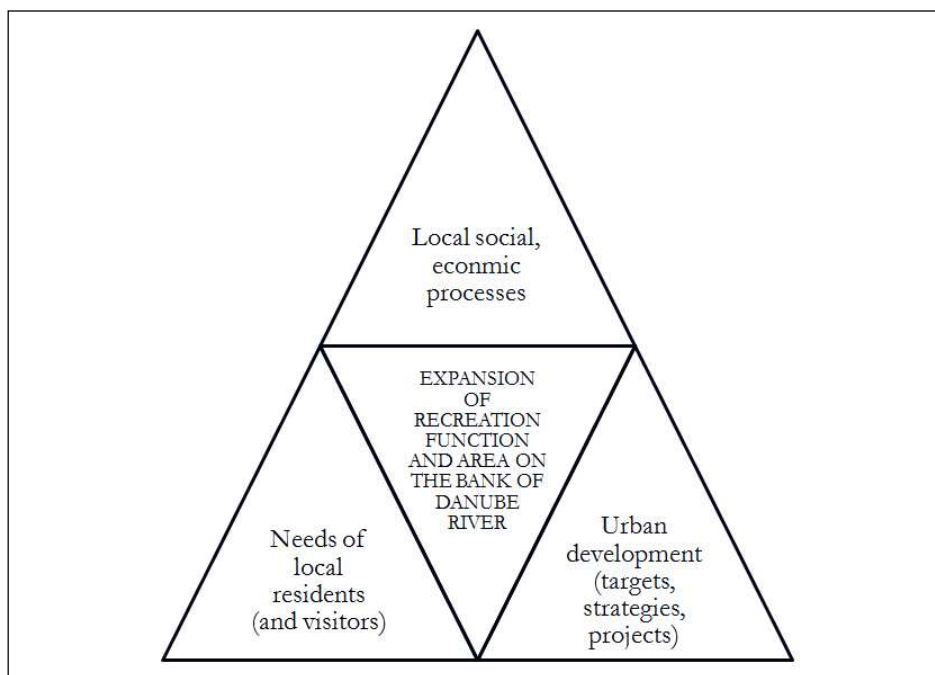 Local social,
econmic
processes
EXPANSION
OF
RECREATION
FUNCTION
AND AREA ON
THE BANK OF
DANUBE
RIVER
Needs of
local
residents
(and visitors)
Urban
development
(targets,
strategies,
projects)